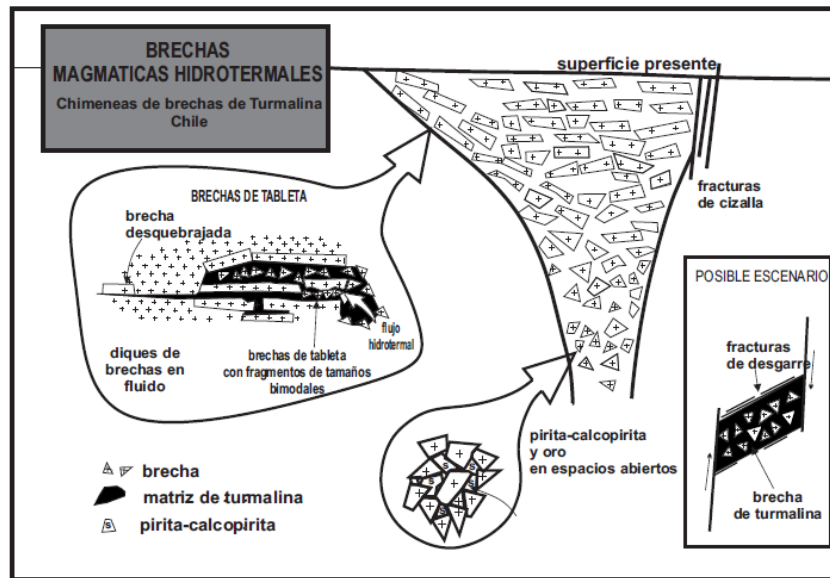 BRECHAS
MAGMATICAS HIDROTERMALES
Chimeneas de brechas de Turmalina
Chile
superficie presente
fracturas
de cizalla
BRECHAS DE TABLETA
brecha
desquebrajada
flujo
hidrotermal
diques de
brechas en
fluido
brechas de tableta
con fragmentos de tamaños
bimodales
POSIBLE ESCENARIO
fracturas
de desgarre
brecha
de turmalina
pirita-calcopirita
y oro
en espacios abiertos
brecha
matriz de turmalina
s pirita-calcopirita
s
s
s
s